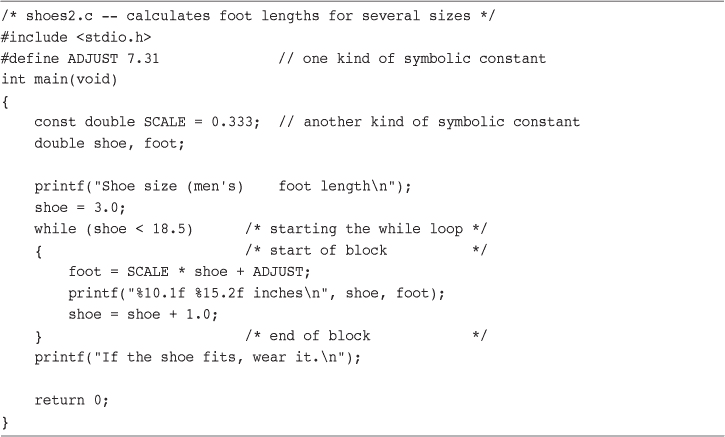 /* shoes2.c -- calculates foot lengths for several sizes */
#include <stdio.h>
#define ADJUST 7.31              // one kind of symbolic constant
int main(void)
{
    const double SCALE = 0.333;  // another kind of symbolic constant
    double shoe, foot;

    printf("Shoe size (men's)    foot length\n");
    shoe = 3.0;
    while (shoe < 18.5)      /* starting the while loop */
    {                        /* start of block          */
        foot = SCALE * shoe + ADJUST;
        printf("%10.1f %15.2f inches\n", shoe, foot);
        shoe = shoe + 1.0;
    }                        /* end of block            */
    printf("If the shoe fits, wear it.\n");

    return 0;
}